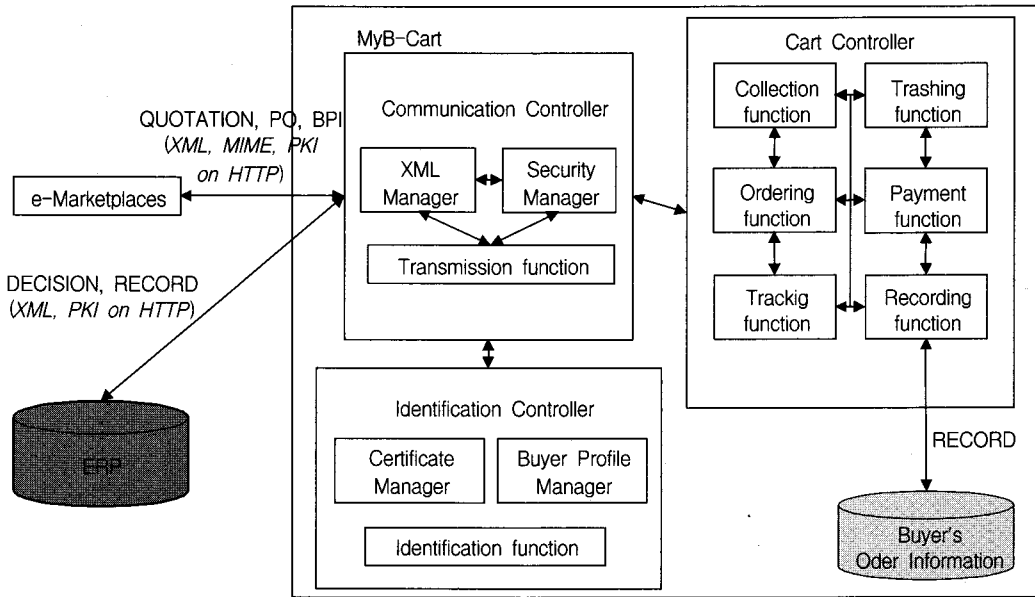 MyB-Cart
Communication Controller
XML
Manager
Security
Manager
Transmission function
QUOTATION, PO, BPI
(XML, MIME, PKI
on HTTP)
e-Marketplaces
DECISION, RECORD
(XML, PKI on HTTP)
ERP
Identification Controller
Certificate
Manager
Buyer Profile
Manager
Identification function
Cart Controller
Collection
function
Trashing
function
Ordering
function
Payment
function
Trackig
function
Recording
function
RECORD
Buyer's
Oder Information